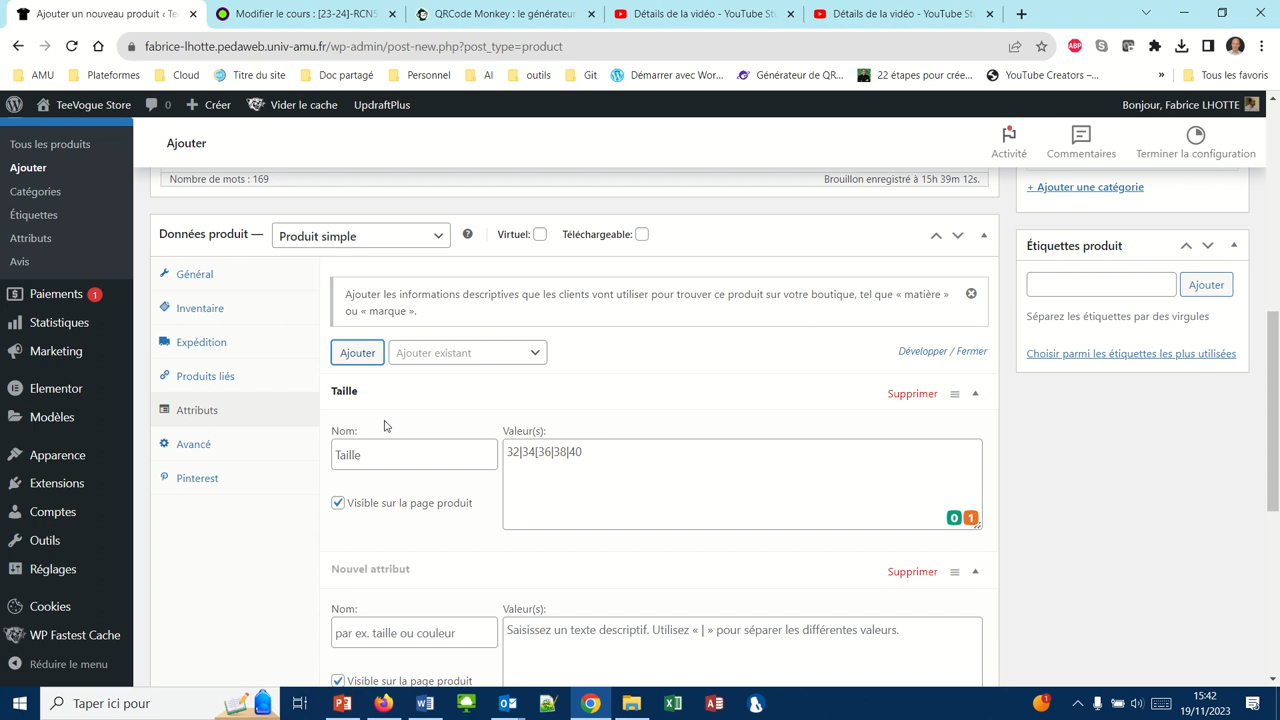 Ajouter un nouveau produit ‹ Te
Modifier le cours : [23-24]-RCNS
QRCode Monkey : le générateur
Détails de la vidéo - YouTube St
Détails de la vidéo - YouTube St
fabrice-lhotte.pedaweb.univ-amu.fr/wp-admin/post-new.php?post_type=product
AMU
Plateformes
Cloud
Titre du site
Doc partagé
Personnel
AI
outils
Git
Démarrer avec Wor...
Générateur de QR...
22 étapes pour crée...
YouTube Creators –...
»
Tous les favoris
TeeVogue Store
0
+ Créer
Vider le cache
UpdraftPlus
Bonjour, Fabrice LHOTTE
Tous les produits
Ajouter
Catégories
Étiquettes
Attributs
Avis
Paiements 1
Statistiques
Marketing
Elementor
Modèles
Apparence
Extensions
Comptes
Outils
Réglages
Cookies
WP Fastest Cache
Réduire le menu
Ajouter
Activité
Commentaires
Terminer la configuration
Nombre de mots : 169
Brouillon enregistré à 15h 39m 12s.
Données produit —
Produit simple
Virtuel:
Téléchargeable:
Général
Inventaire
Expédition
Produits liés
Attributs
Avancé
Pinterest
Ajouter les informations descriptives que les clients vont utiliser pour trouver ce produit sur votre boutique, tel que « matière »
ou « marque ».
Ajouter
Ajouter existant
Développer / Fermer
Taille
Supprimer
Nom:
Valeur(s):
Taille
32|34[36|38|40
Visible sur la page produit
0 1
Nouvel attribut
Supprimer
Nom:
Valeur(s):
par ex. taille ou couleur
Saisissez un texte descriptif. Utilisez « | » pour séparer les différentes valeurs.
Visible sur la page produit
+ Ajouter une catégorie
Étiquettes produit
Ajouter
Séparez les étiquettes par des virgules
Choisir parmi les étiquettes les plus utilisées
Taper ici pour
15:42
19/11/2023